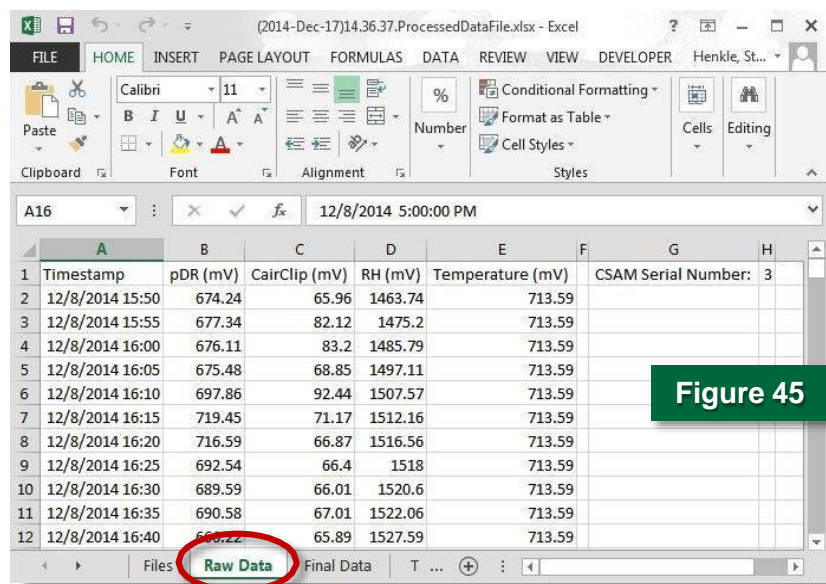 (2014-Dec-17)14.36.37.ProcessedDataFile.xlsx - Excel ?
FILE HOME INSERT PAGE LAYOUT FORMULAS DATA REVIEW VIEW DEVELOPER Henkle, St...
Calibri 11 % Conditional Formatting
B I U A A Format as Table
Paste Number Cell Styles Cells Editing
Clipboard Font Alignment Styles
A16 fx 12/8/2014 5:00:00 PM
A B C D E F G H
1 Timestamp pDR (mV) CairClip (mV) RH (mV) Temperature (mV) CSAM Serial Number: 3
2 12/8/2014 15:50 674.24 65.96 1463.74 713.59
3 12/8/2014 15:55 677.34 82.12 1475.2 713.59
4 12/8/2014 16:00 676.11 83.2 1485.79 713.59
5 12/8/2014 16:05 675.48 68.85 1497.11 713.59
6 12/8/2014 16:10 697.86 92.44 1507.57 713.59
7 12/8/2014 16:15 719.45 71.17 1512.16 713.59
8 12/8/2014 16:20 716.59 66.87 1516.56 713.59
9 12/8/2014 16:25 692.54 66.4 1518 713.59
10 12/8/2014 16:30 689.59 66.01 1520.6 713.59
11 12/8/2014 16:35 690.58 67.01 1522.06 713.59
12 12/8/2014 16:40 65.89 1527.59 713.59
Figure 45
Files Raw Data Final Data T ...